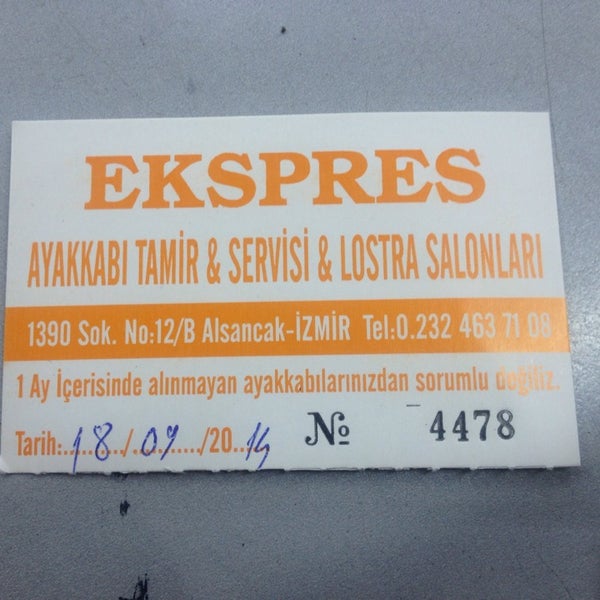 EKSPRES
AYAKKABI TAMİR & SERVİSİ & LOSTRA SALONLARI
1390 Sok. No:12/B Alsancak-İZMİR Tel:0.232 463 71 08
1 Ay İçerisinde alınmayan ayakkabılarınızdan sorumlu değiliz.
Tarih:18/09/2014 № 4478